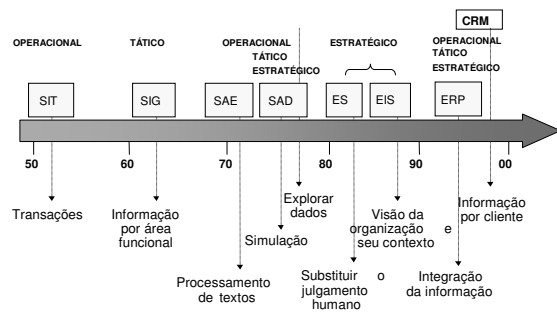 CRM
OPERACIONAL
TÁTICO
OPERACIONAL
TÁTICO
ESTRATÉGICO
ESTRATÉGICO
OPERACIONAL
TÁTICO
ESTRATÉGICO
SIT
SIG
SAE
SAD
ES
EIS
ERP
50
60
70
80
90
00
Transações
Informação
por área
funcional
Processamento
de textos
Simulação
Explorar
dados
Substituir o
julgamento
humano
Visão da
organização e
seu contexto
Integração
da informação
Informação
por cliente